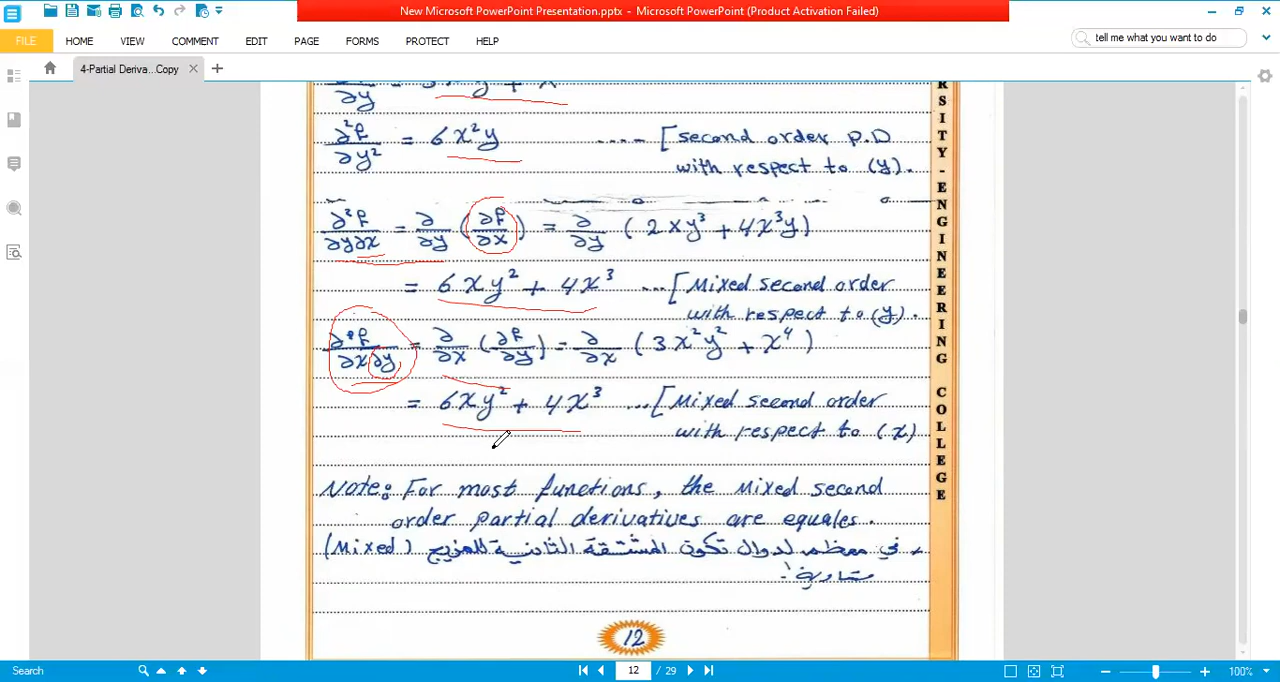 New Microsoft PowerPoint Presentation.pptx - Microsoft PowerPoint (Product Activation Failed)
FILE HOME VIEW COMMENT EDIT PAGE FORMS PROTECT HELP
tell me what you want to do
4-Partial Deriva...Copy
∂y
∂²f/∂y² = 6x²y .... [second order P.D
with respect to (y).
∂²f/∂y∂x = ∂/∂y (∂f/∂x) = ∂/∂y (2xy³ + 4x³y)
= 6xy² + 4x³ ... [Mixed second order
with respect to (y).
∂²f/∂x∂y = ∂/∂x (∂f/∂y) = ∂/∂x (3x²y² + x⁴)
= 6xy² + 4x³ ... [Mixed second order
with respect to (x)
Note: For most functions, the Mixed second
order partial derivatives are equales.
في معظم لدوال تكون المشتقة الثانية للمزيج (Mixed)
12
RSITY - ENGINEERING COLLEGE
Search
12 / 29
100%